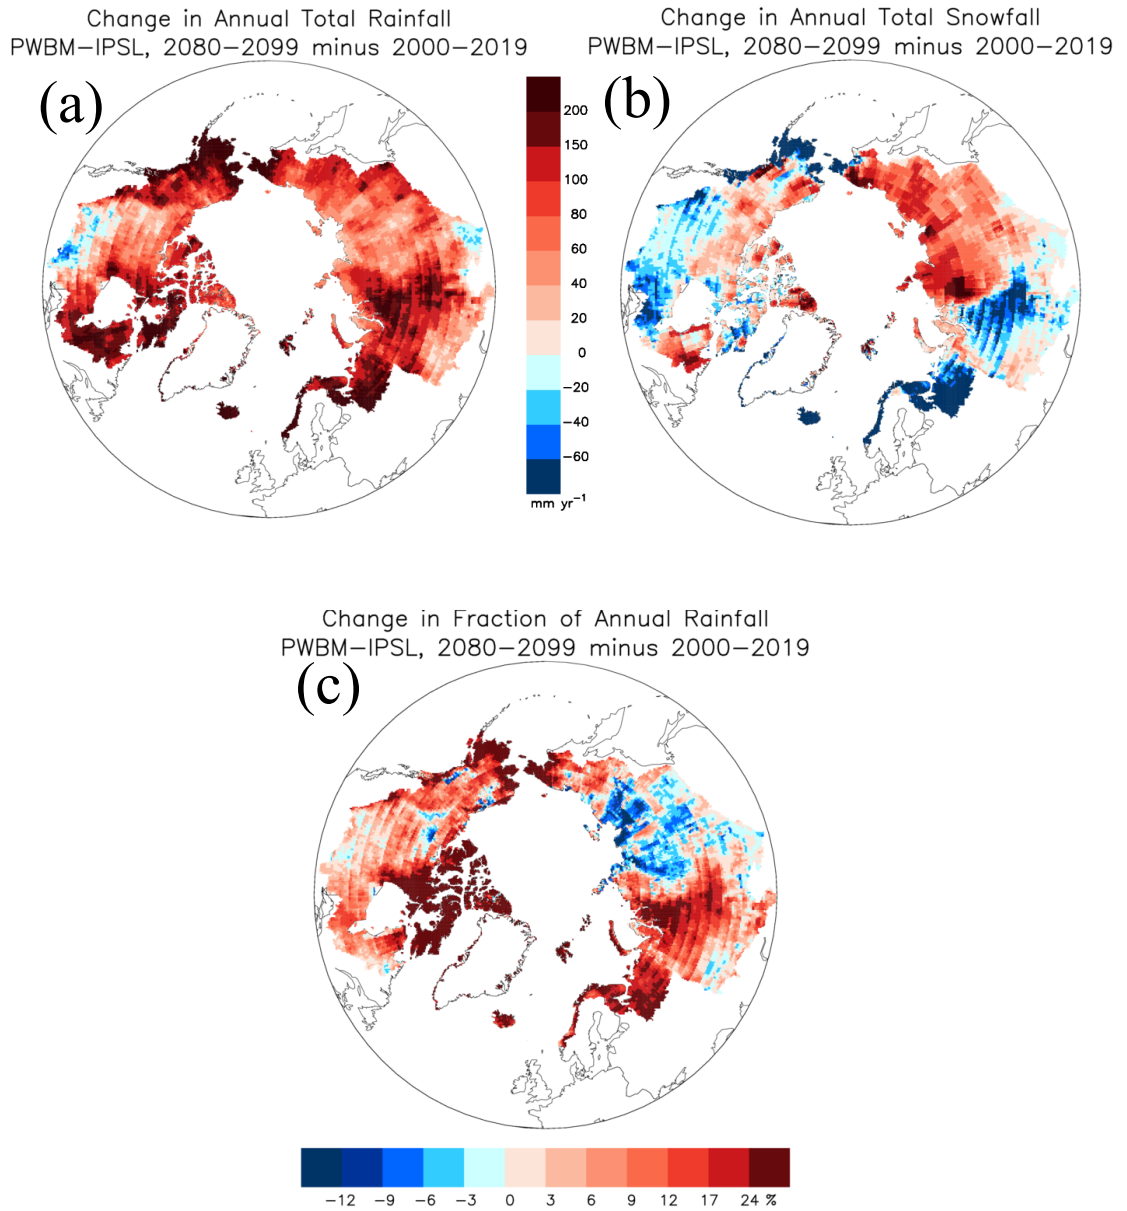 Change in Annual Total Rainfall
PWBM−IPSL, 2080−2099 minus 2000−2019
(a)
200
150
100
80
60
40
20
0
−20
−40
−60
mm yr−1
Change in Annual Total Snowfall
PWBM−IPSL, 2080−2099 minus 2000−2019
(b)
Change in Fraction of Annual Rainfall
PWBM−IPSL, 2080−2099 minus 2000−2019
(c)
−12 −9 −6 −3 0 3 6 9 12 17 24 %